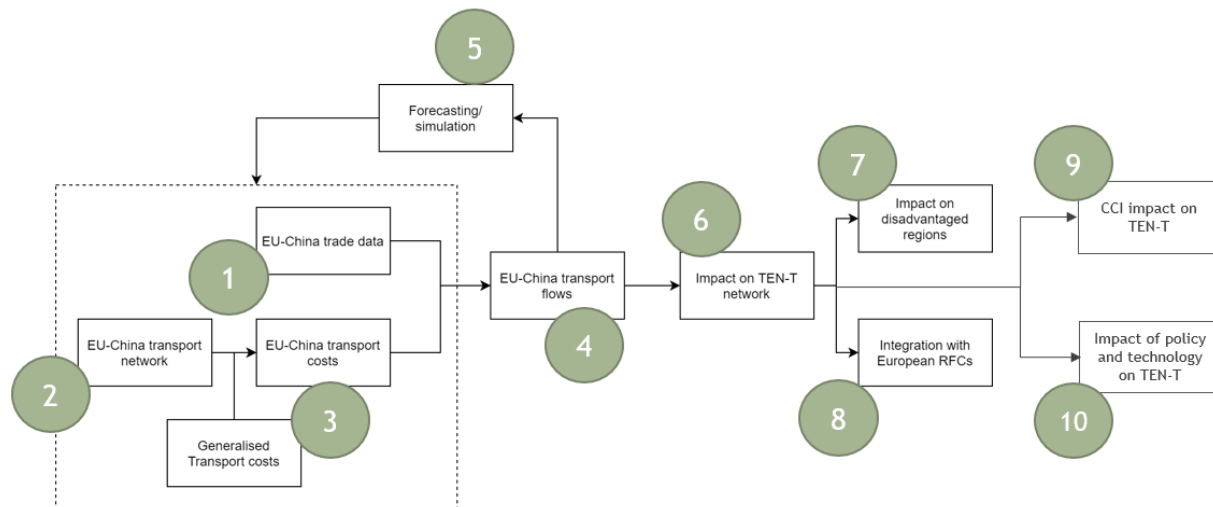 5
Forecasting/
simulation
1
EU-China trade data
2
EU-China transport
network
EU-China transport
costs
3
Generalised
Transport costs
EU-China transport
flows
4
6
Impact on TEN-T
network
7
Impact on
disadvantaged
regions
8
Integration with
European RFCs
9
CCI impact on
TEN-T
10
Impact of policy
and technology
on TEN-T